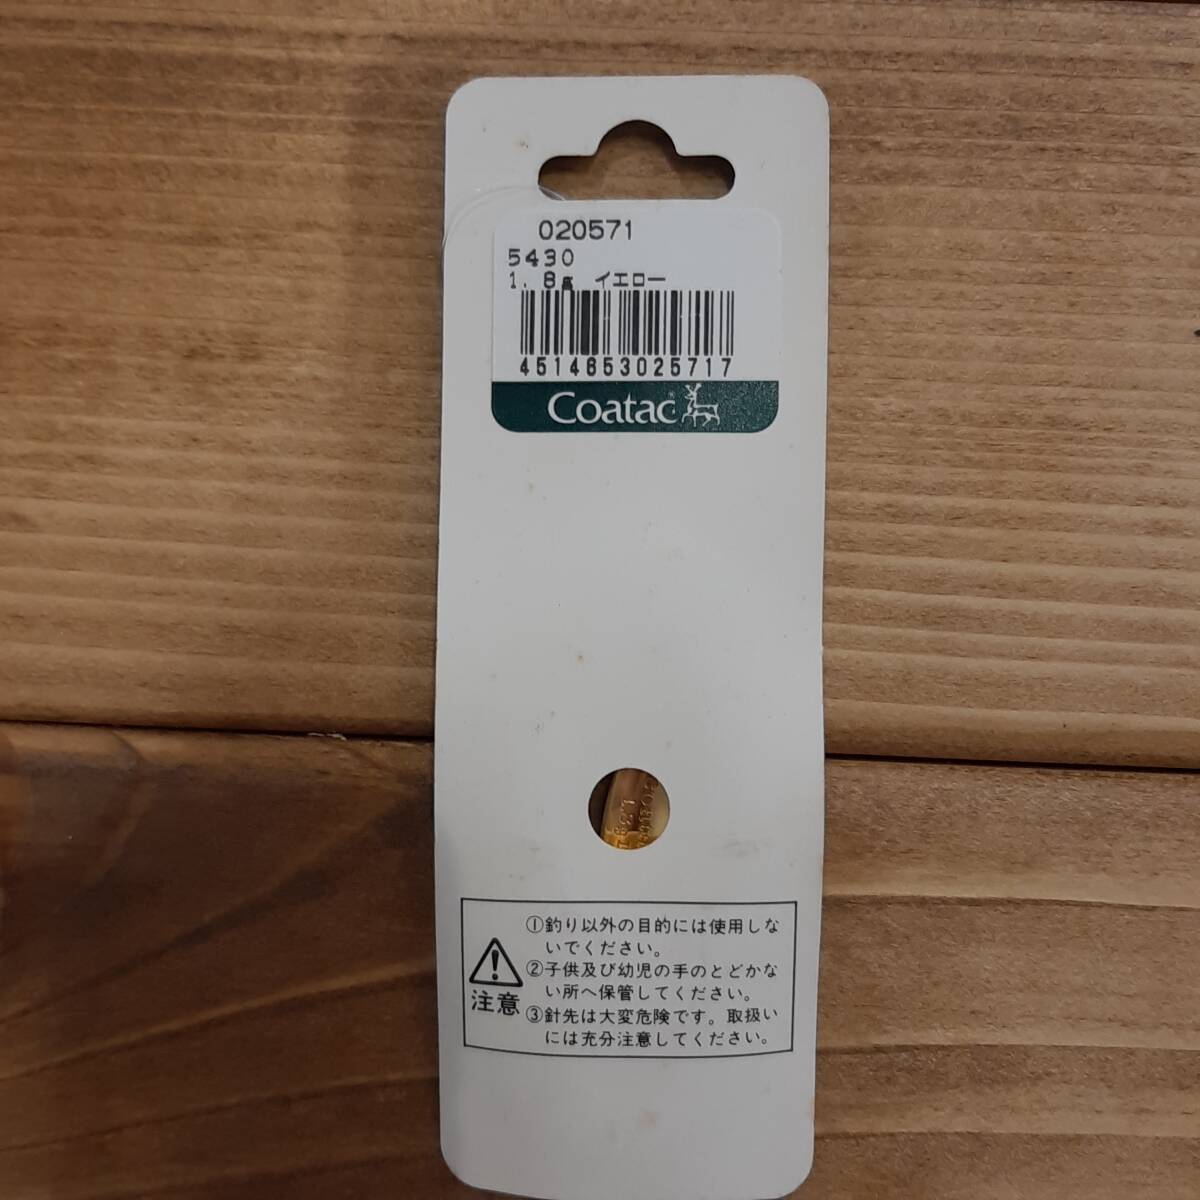 020571
5430
1.8g イエロー
4514853025717
Coatac
注意
①釣り以外の目的には使用しな
いでください。
②子供及び幼児の手のとどかな
い所へ保管してください。
③針先は大変危険です。取扱い
には充分注意してください。